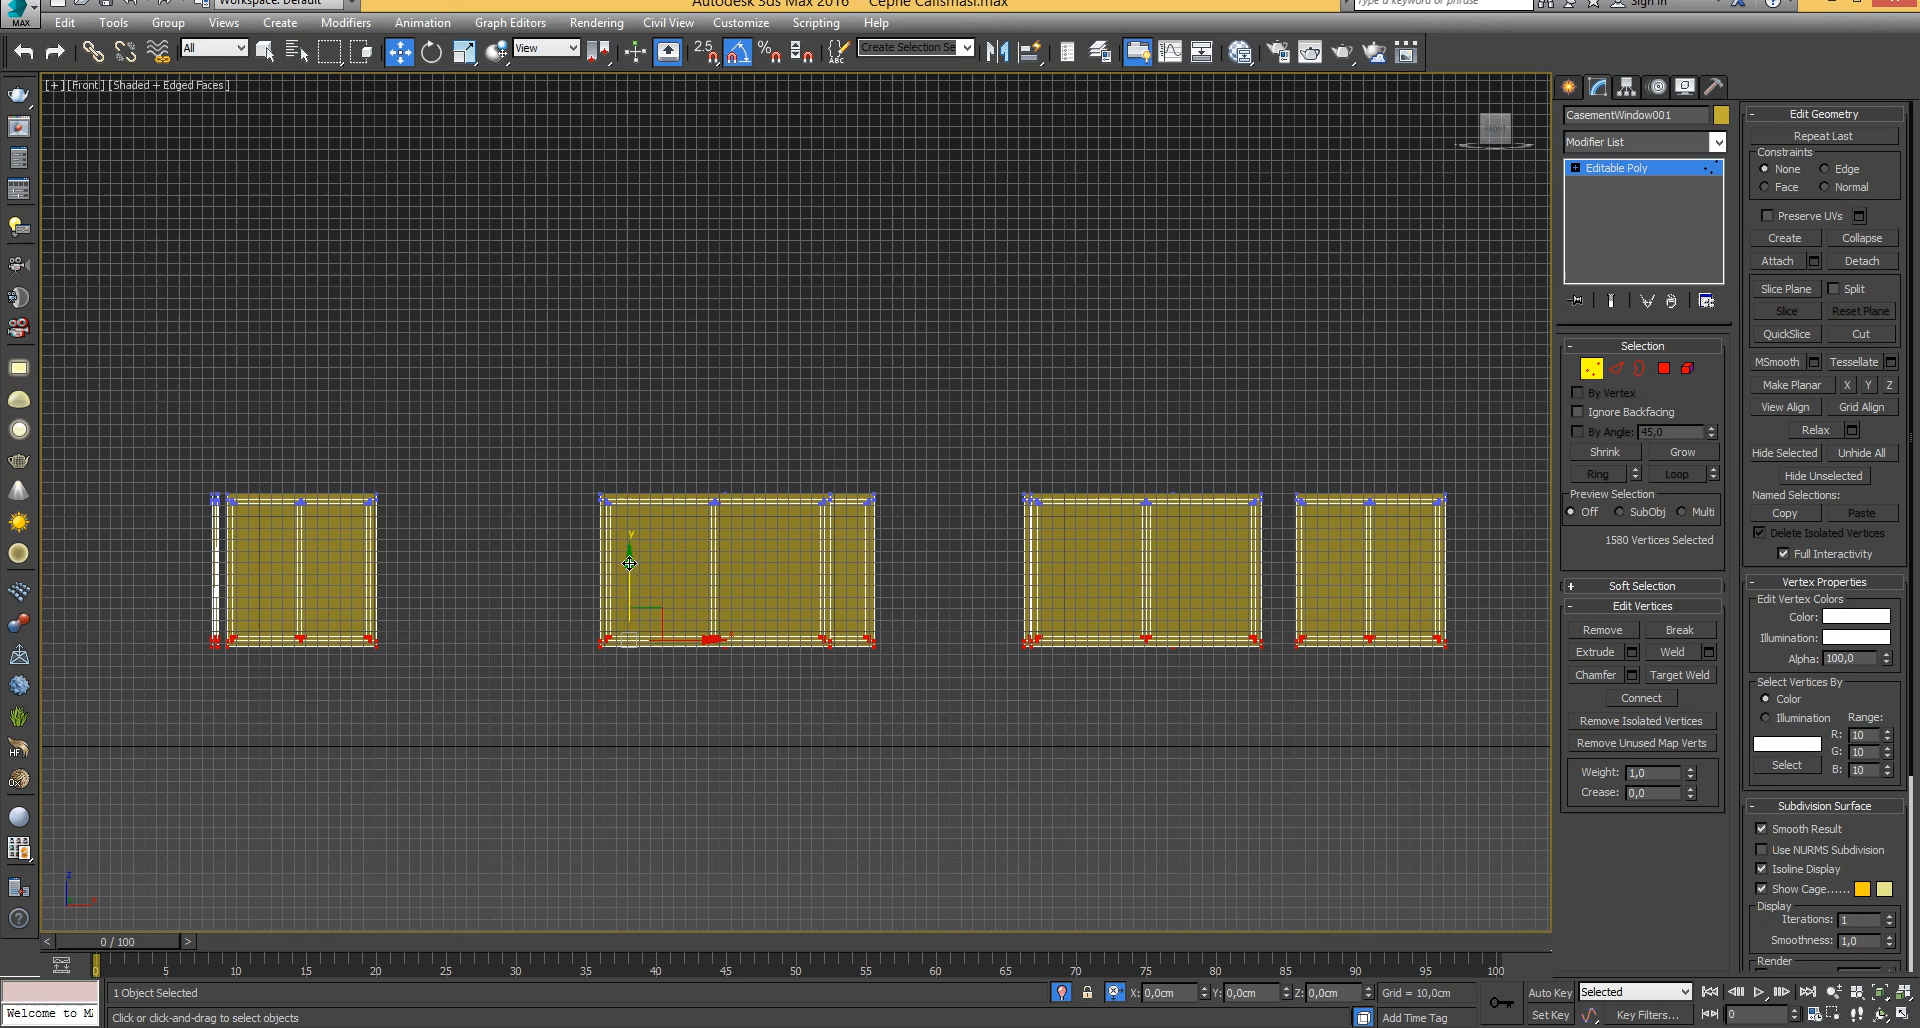 Workspace: Default
Autodesk 3ds Max 2016
Cephe Calismasi.max
Type a keyword or phrase
Sign In
MAX
Edit Tools Group Views Create Modifiers Animation Graph Editors Rendering Civil View Customize Scripting Help
All
View
2.5
%
ABC
Create Selection Se
[+] [Front] [Shaded + Edged Faces]
FRONT
CasementWindow001
Modifier List
Editable Poly
Selection
By Vertex
Ignore Backfacing
By Angle: 45,0
Shrink Grow
Ring Loop
Preview Selection
Off SubObj Multi
1580 Vertices Selected
Soft Selection
Edit Vertices
Remove Break
Extrude Weld
Chamfer Target Weld
Connect
Remove Isolated Vertices
Remove Unused Map Verts
Weight: 1,0
Crease: 0,0
Edit Geometry
Repeat Last
Constraints
None Edge
Face Normal
Preserve UVs
Create Collapse
Attach Detach
Slice Plane Split
Slice Reset Plane
QuickSlice Cut
MSmooth Tessellate
Make Planar X Y Z
View Align Grid Align
Relax
Hide Selected Unhide All
Hide Unselected
Named Selections:
Copy Paste
Delete Isolated Vertices
Full Interactivity
Vertex Properties
Edit Vertex Colors
Color:
Illumination:
Alpha: 100,0
Select Vertices By
Color
Illumination Range:
R: 10
G: 10
Select B: 10
Subdivision Surface
Smooth Result
Use NURMS Subdivision
Isoline Display
Show Cage......
Display
Iterations: 1
Smoothness: 1,0
Render
y
x
z
HF
OX
< 0 / 100 >
0 5 10 15 20 25 30 35 40 45 50 55 60 65 70 75 80 85 90 95 100
1 Object Selected
X: 0,0cm Y: 0,0cm Z: 0,0cm Grid = 10,0cm
Auto Key Selected
Welcome to M
Click or click-and-drag to select objects
Add Time Tag
Set Key Key Filters... 0